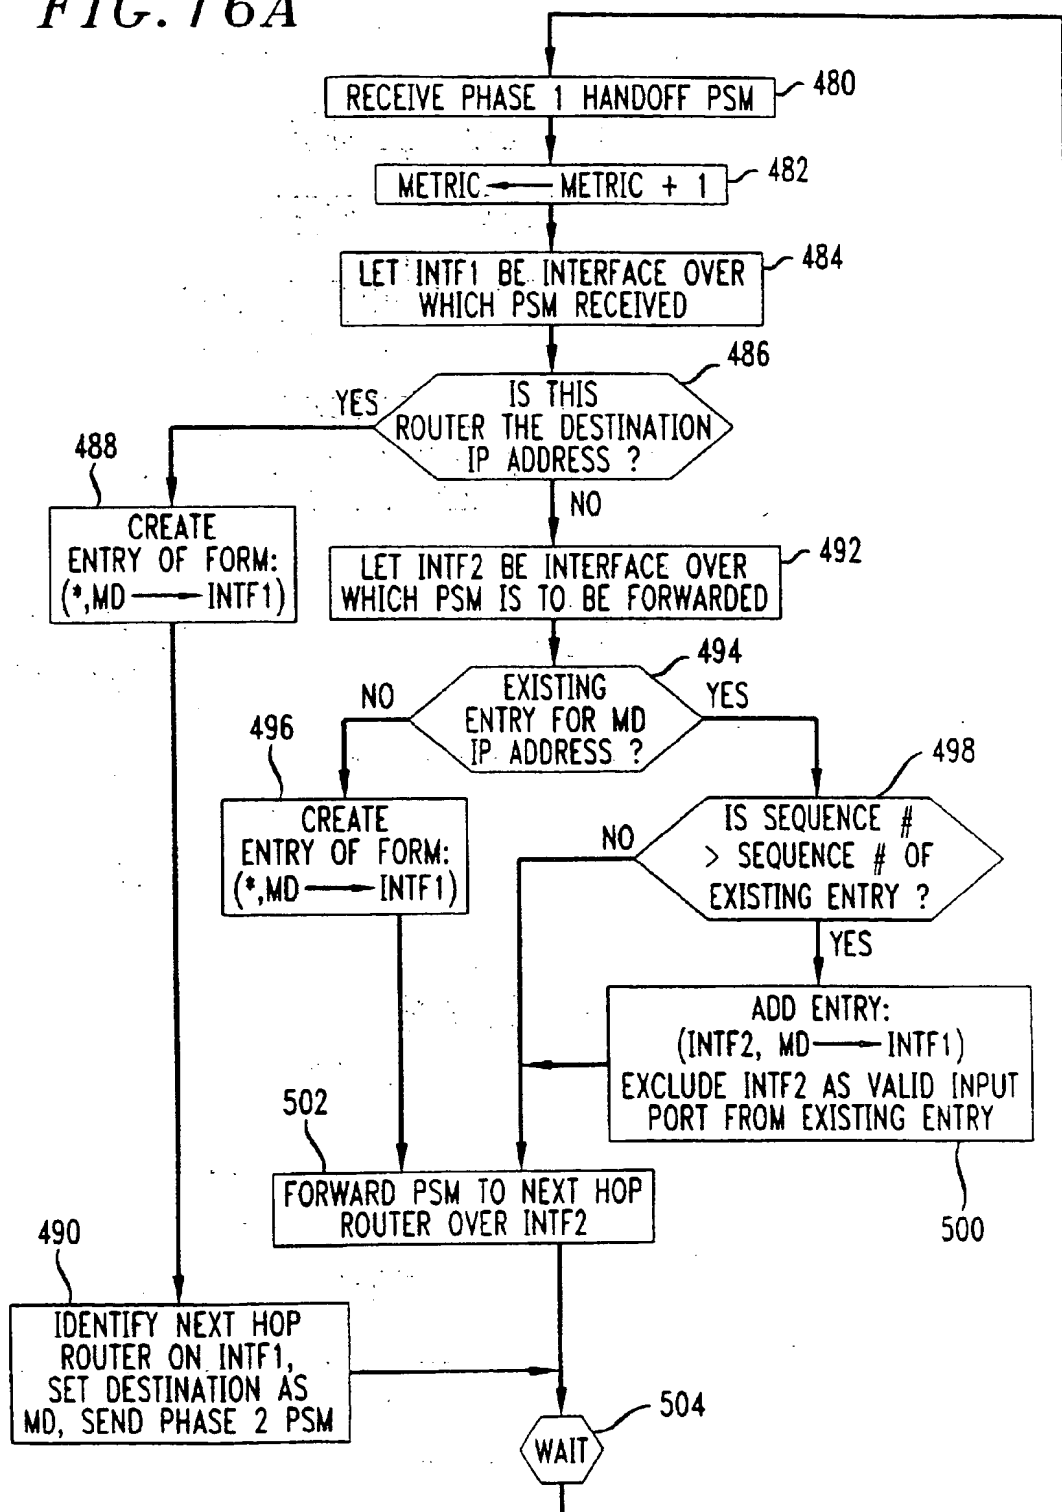 FIG. 16A
RECEIVE PHASE 1 HANDOFF PSM
480
METRIC ← METRIC + 1
482
LET INTF1 BE INTERFACE OVER
WHICH PSM RECEIVED
484
IS THIS
ROUTER THE DESTINATION
IP ADDRESS ?
486
YES
NO
488
CREATE
ENTRY OF FORM:
(*,MD → INTF1)
LET INTF2 BE INTERFACE OVER
WHICH PSM IS TO BE FORWARDED
492
EXISTING
ENTRY FOR MD
IP ADDRESS ?
494
NO
YES
496
CREATE
ENTRY OF FORM:
(*,MD → INTF1)
IS SEQUENCE #
> SEQUENCE # OF
EXISTING ENTRY ?
498
NO
YES
ADD ENTRY:
(INTF2, MD → INTF1)
EXCLUDE INTF2 AS VALID INPUT
PORT FROM EXISTING ENTRY
500
502
FORWARD PSM TO NEXT HOP
ROUTER OVER INTF2
490
IDENTIFY NEXT HOP
ROUTER ON INTF1,
SET DESTINATION AS
MD, SEND PHASE 2 PSM
WAIT
504